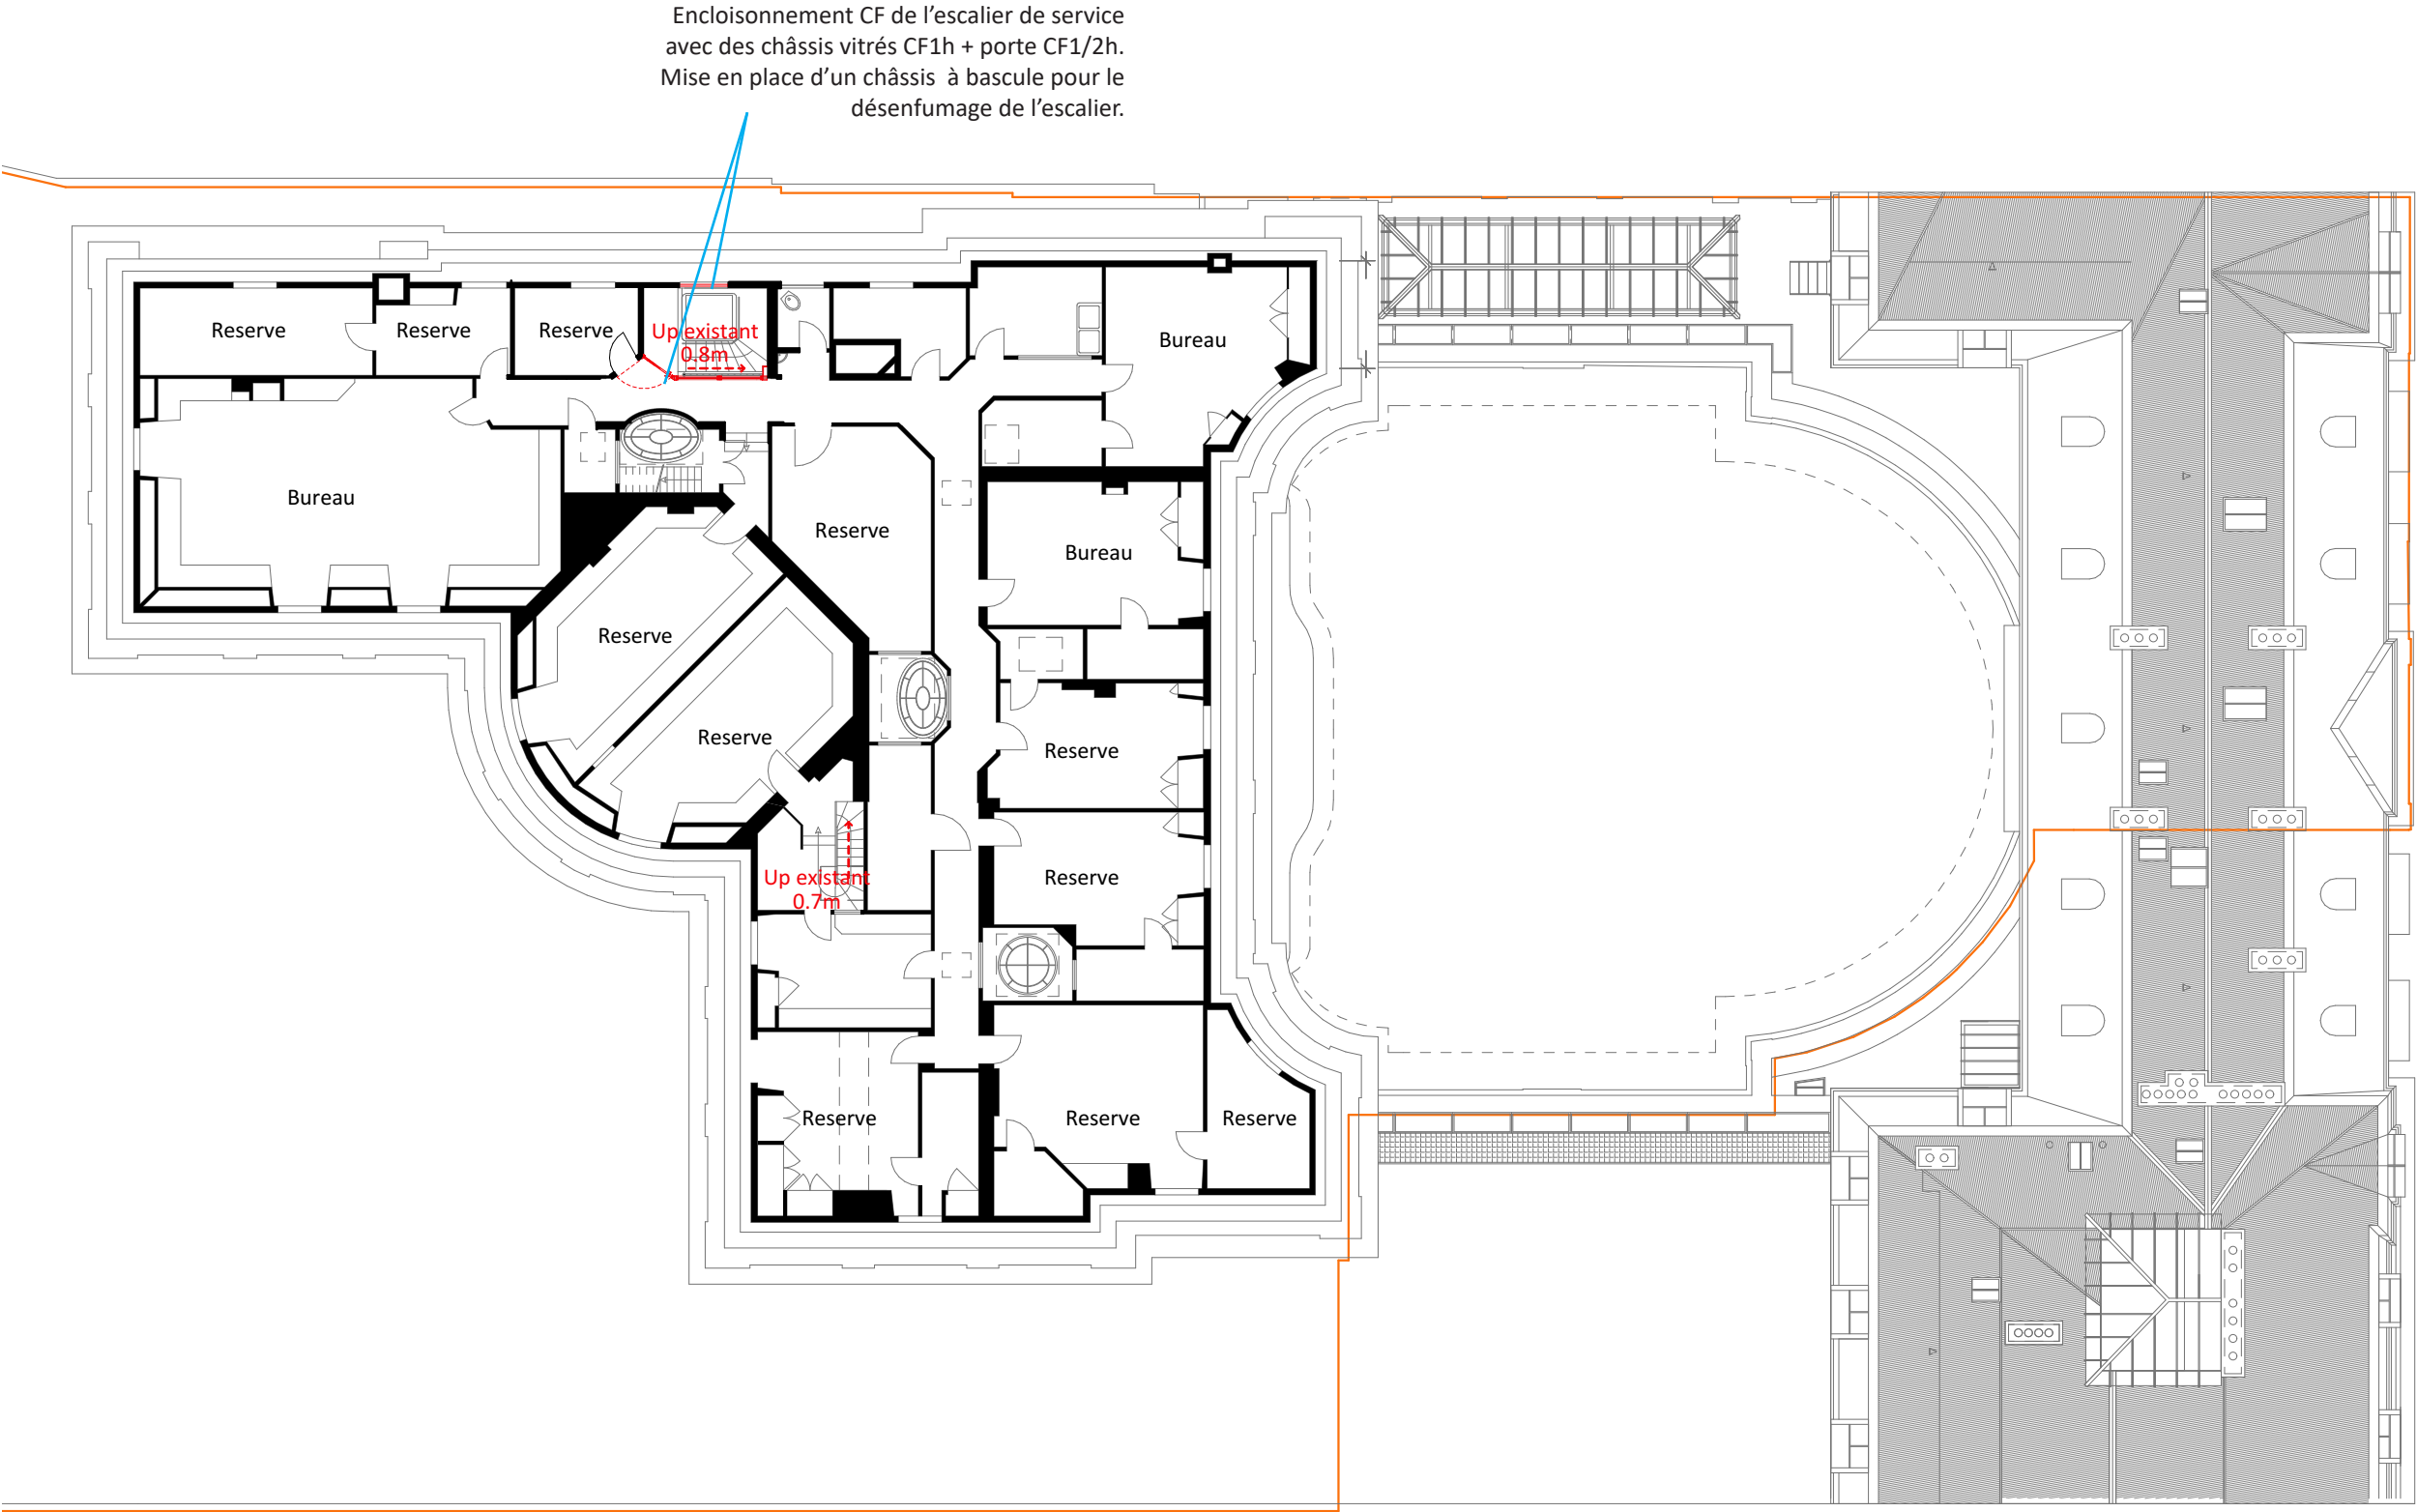 Encloisonnement CF de l’escalier de service
avec des châssis vitrés CF1h + porte CF1/2h.
Mise en place d’un châssis à bascule pour le
désenfumage de l’escalier.
Reserve
Reserve
Reserve
Up existant
0.8m
Bureau
Bureau
Reserve
Bureau
Reserve
Reserve
Reserve
Reserve
Up existant
0.7m
Reserve
Reserve
Reserve